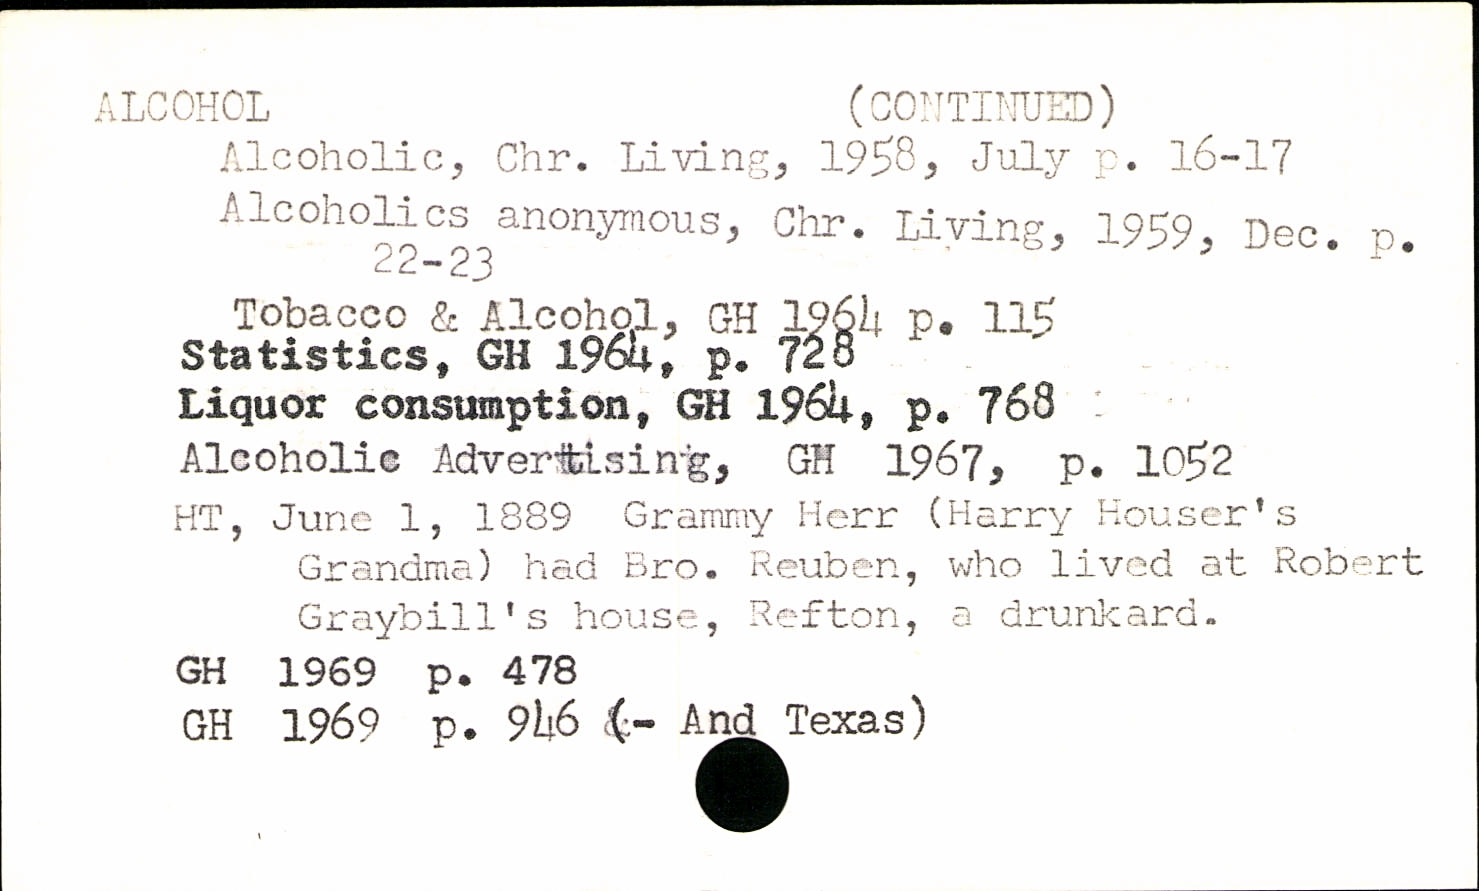 ALCOHOL (CONTINUED)
Alcoholic, Chr. Living, 1958, July p. 16-17
Alcoholics anonymous, Chr. Living, 1959, Dec. p.
22-23
Tobacco & Alcohol, GH 1964 p. 115
Statistics, GH 1964, p. 728
Liquor consumption, GH 1964, p. 768
Alcoholic Advertising, GH 1967, p. 1052
HT, June 1, 1889 Grammy Herr (Harry Houser's
Grandma) had Bro. Reuben, who lived at Robert
Graybill's house, Refton, a drunkard.
GH 1969 p. 478
GH 1969 p. 946 (- And Texas)